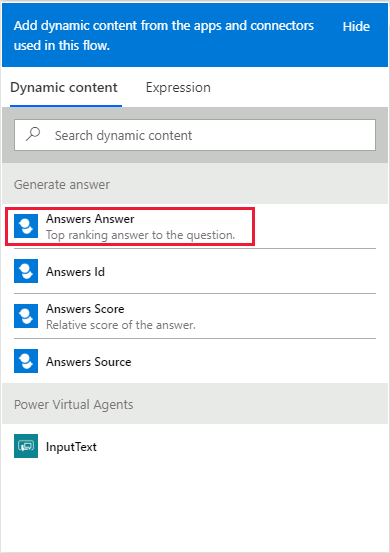 Add dynamic content from the apps and connectors Hide
used in this flow.
Dynamic content Expression
Search dynamic content
Generate answer
Answers Answer
Top ranking answer to the question.
Answers Id
Answers Score
Relative score of the answer.
Answers Source
Power Virtual Agents
InputText